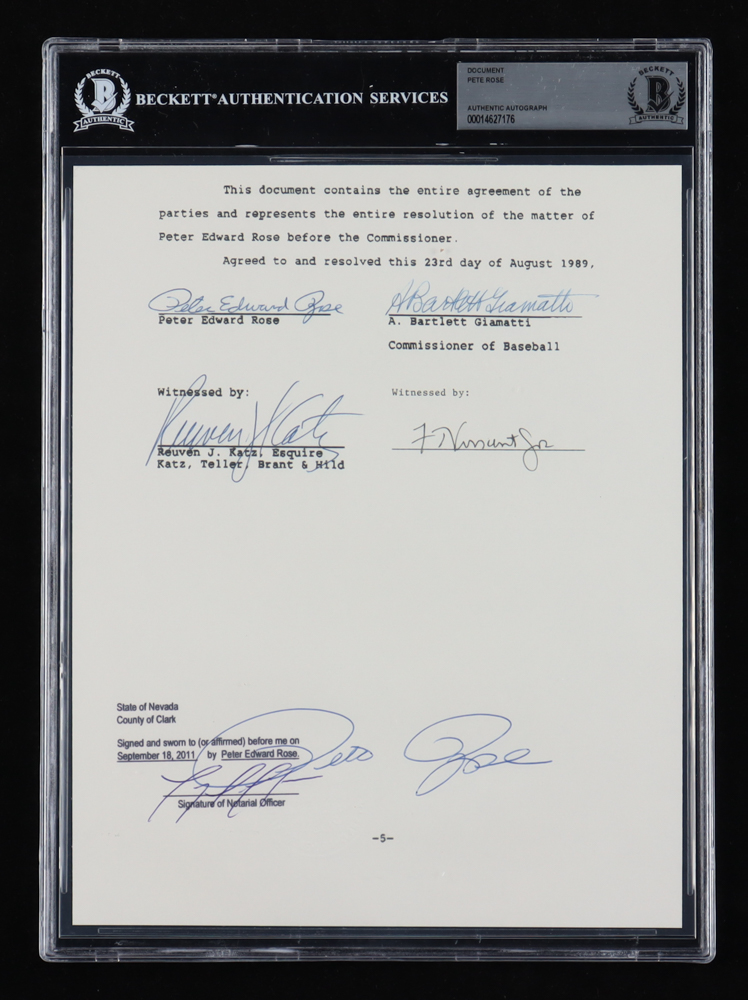 BECKETT
B
AUTHENTIC
BECKETT® AUTHENTICATION SERVICES
DOCUMENT
PETE ROSE
AUTHENTIC AUTOGRAPH
00014627176
BECKETT
B
AUTHENTIC
This document contains the entire agreement of the
parties and represents the entire resolution of the matter of
Peter Edward Rose before the Commissioner.
Agreed to and resolved this 23rd day of August 1989,
Peter Edward Rose
A Bartlett Giamatti
Peter Edward Rose
A. Bartlett Giamatti
Commissioner of Baseball
Witnessed by:
Witnessed by:
Reuven J Katz
F T Vincent Jr
Reuven J. Katz, Esquire
Katz, Teller, Brant & Hild
State of Nevada
County of Clark
Signed and sworn to (or affirmed) before me on
September 18, 2011 by Peter Edward Rose.
Pete Rose
Signature of Notarial Officer
-5-